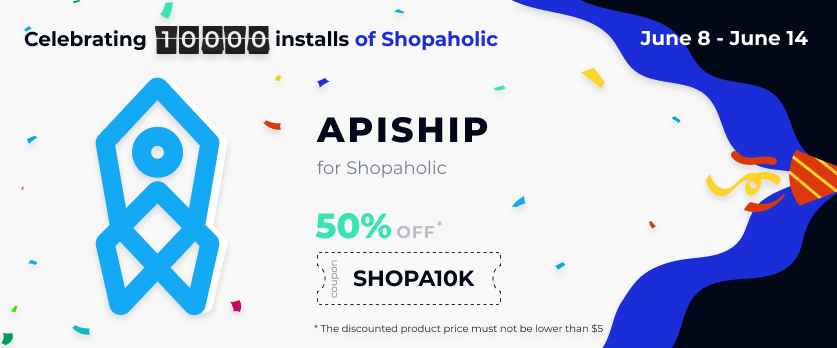 Celebrating 10000 installs of Shopaholic
June 8 - June 14
APISHIP
for Shopaholic
50% OFF*
coupon
SHOPA10K
* The discounted product price must not be lower than $5